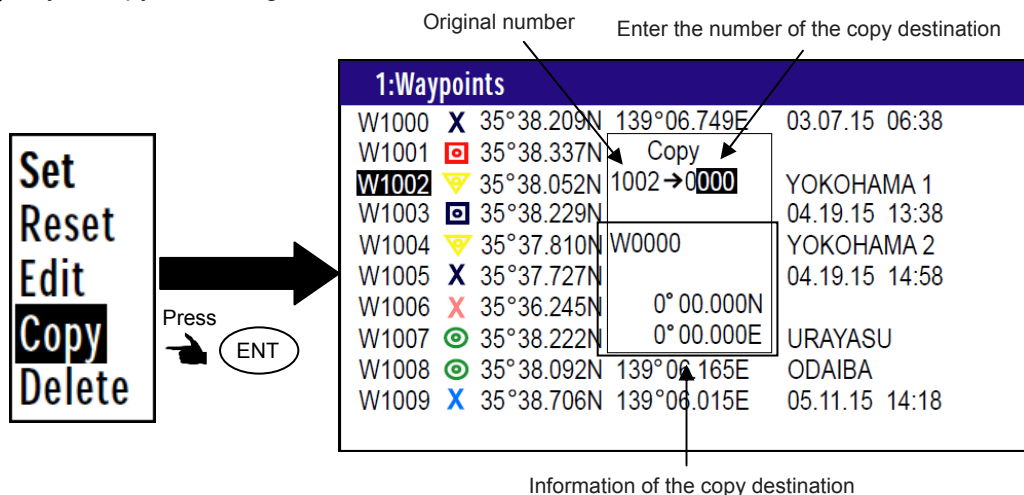 Original number
Enter the number of the copy destination
Set
Reset
Edit
Copy
Delete
Press
ENT
1:Waypoints
W1000 X 35°38.209N 139°06.749E 03.07.15 06:38
W1001 35°38.337N
W1002 35°38.052N YOKOHAMA 1
W1003 35°38.229N 04.19.15 13:38
W1004 35°37.810N YOKOHAMA 2
W1005 X 35°37.727N 04.19.15 14:58
W1006 X 35°36.245N
W1007 35°38.222N URAYASU
W1008 35°38.092N 139°06.165E ODAIBA
W1009 X 35°38.706N 139°06.015E 05.11.15 14:18
Copy
1002→0000
W0000
0°00.000N
0°00.000E
Information of the copy destination